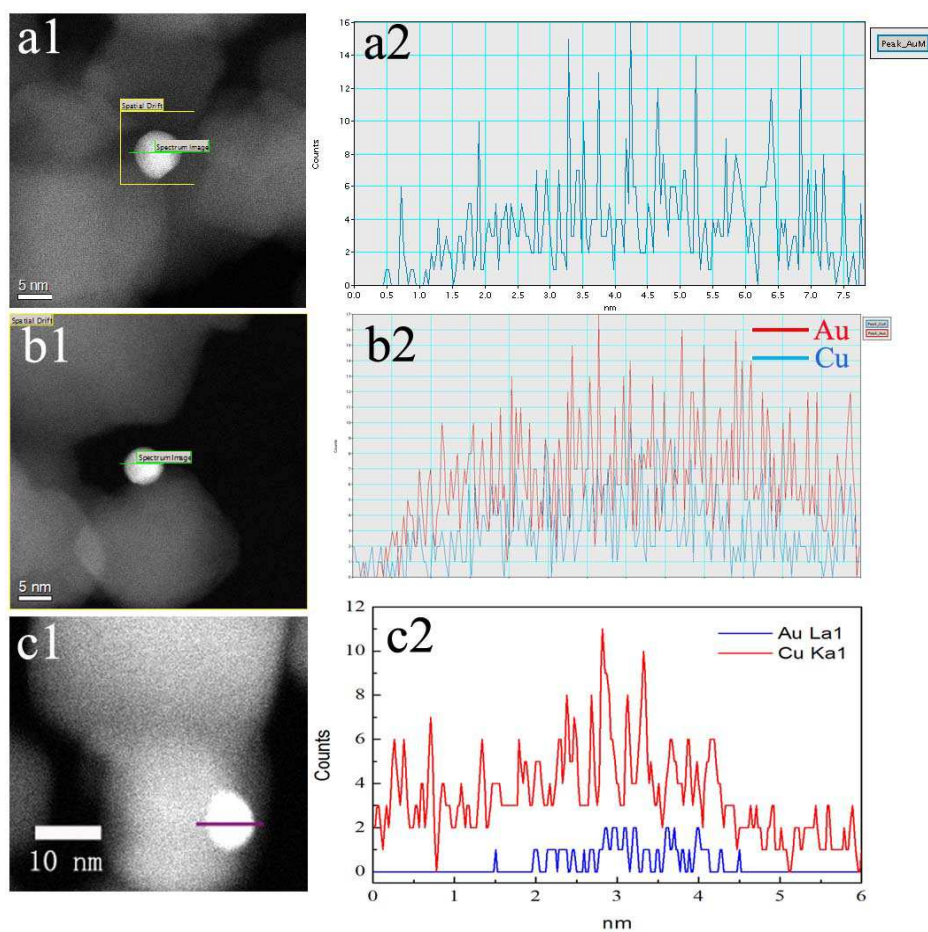 a1
Spatial Drift
Spectrum Image
5 nm
a2
16
14
12
10
8
6
4
2
0
Counts
0.0 0.5 1.0 1.5 2.0 2.5 3.0 3.5 4.0 4.5 5.0 5.5 6.0 6.5 7.0 7.5
nm
Peak_AuM
Spatial Drift
b1
Spectrum Image
5 nm
b2
Au
Cu
Counts
c1
10 nm
c2
Au La1
Cu Ka1
12
10
8
6
4
2
0
Counts
0 1 2 3 4 5 6
nm